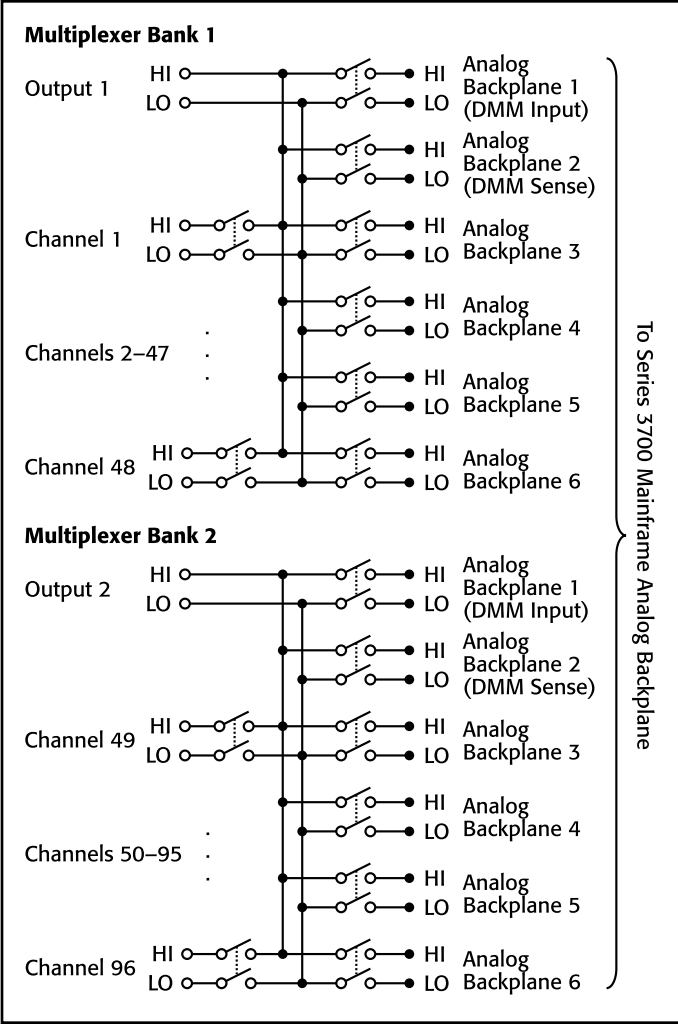 Multiplexer Bank 1
Output 1
HI
LO
HI
LO
Analog
Backplane 1
(DMM Input)
HI
LO
Analog
Backplane 2
(DMM Sense)
Channel 1
HI
LO
HI
LO
Analog
Backplane 3
Channels 2–47
HI
LO
Analog
Backplane 4
HI
LO
Analog
Backplane 5
Channel 48
HI
LO
HI
LO
Analog
Backplane 6
Multiplexer Bank 2
Output 2
HI
LO
HI
LO
Analog
Backplane 1
(DMM Input)
HI
LO
Analog
Backplane 2
(DMM Sense)
Channel 49
HI
LO
HI
LO
Analog
Backplane 3
Channels 50–95
HI
LO
Analog
Backplane 4
HI
LO
Analog
Backplane 5
Channel 96
HI
LO
HI
LO
Analog
Backplane 6
To Series 3700 Mainframe Analog Backplane